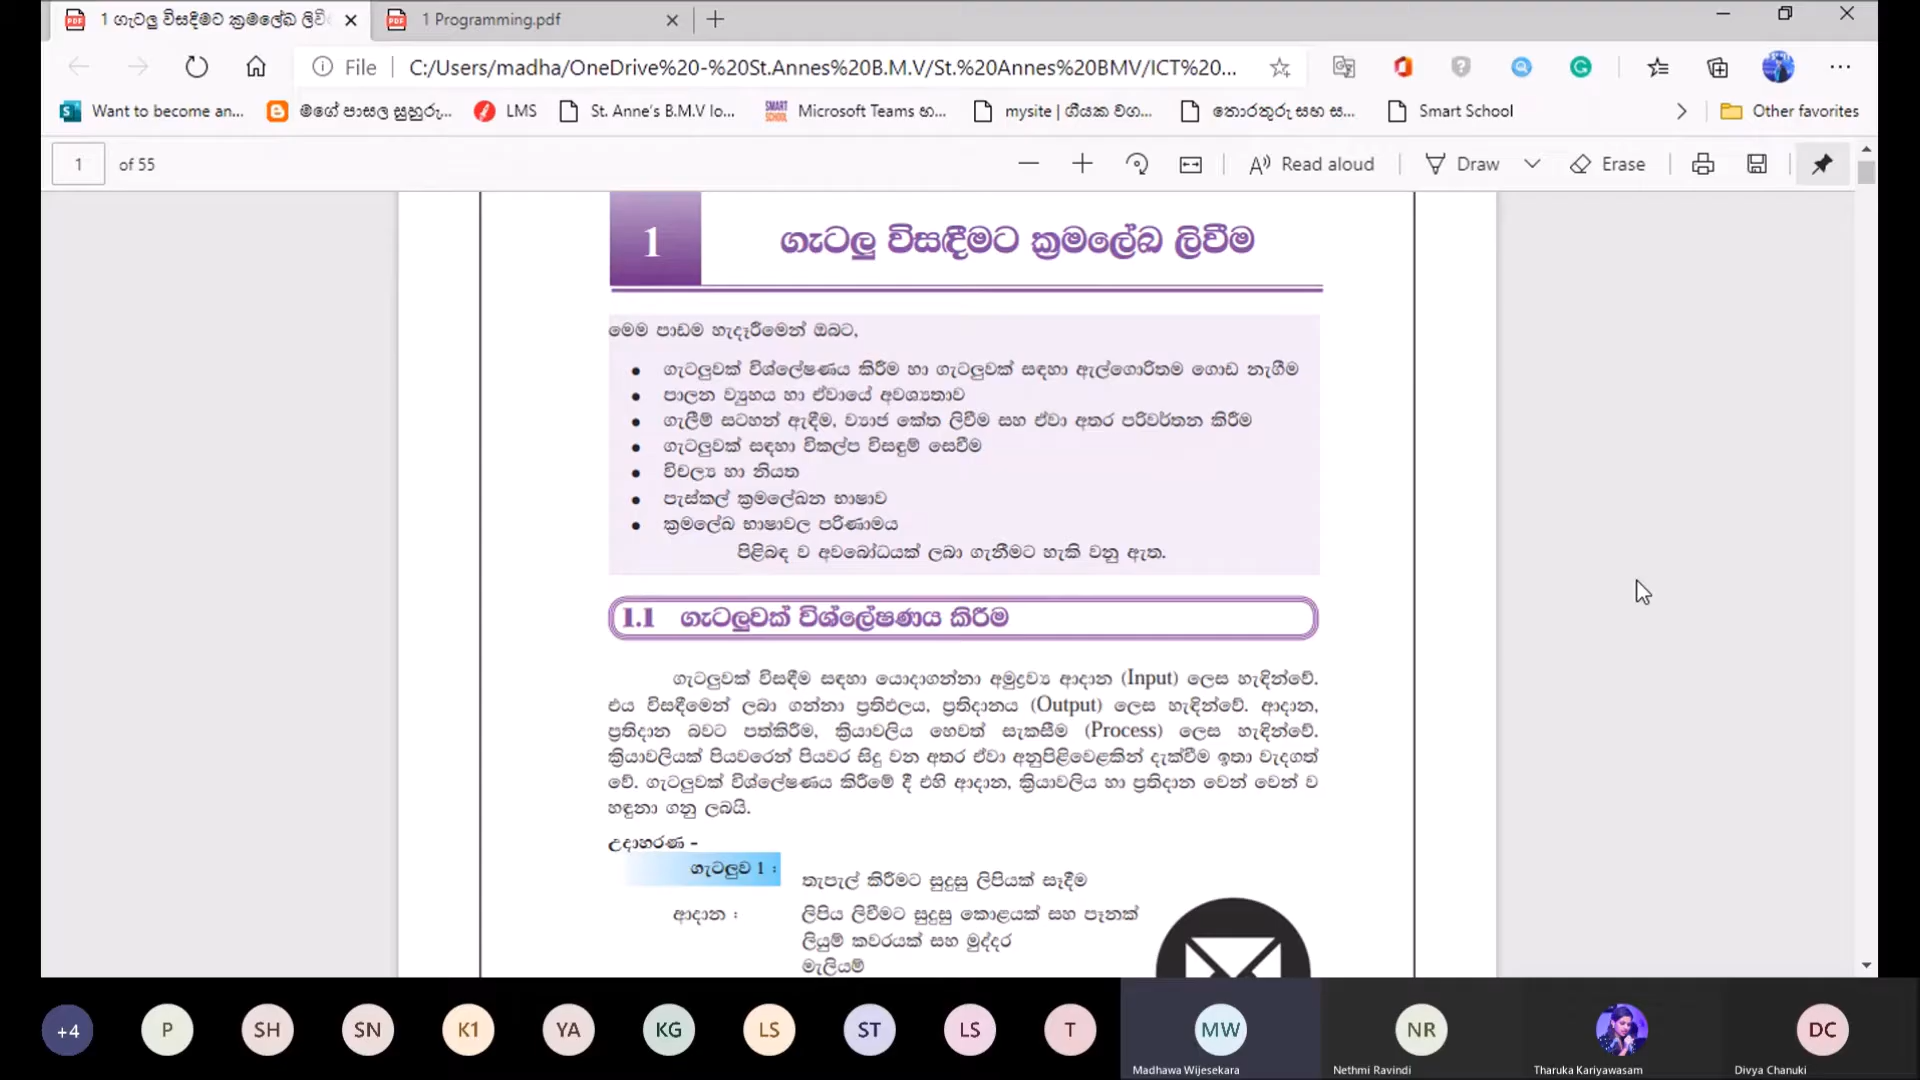 1 ගැටලු විසඳීමට ක්‍රමලේඛ ලිවී
1 Programming.pdf
File
C:/Users/madha/OneDrive%20-%20St.Annes%20B.M.V/St.%20Annes%20BMV/ICT%20...
Want to become an...
මගේ පාසල සුහුරු...
LMS
St. Anne's B.M.V lo...
SMART SCHOOL
Microsoft Teams හ...
mysite | ගීයක වග...
තොරතුරු සහ ස...
Smart School
Other favorites
1 of 55
Read aloud
Draw
Erase
1 ගැටලු විසඳීමට ක්‍රමලේඛ ලිවීම
මෙම පාඩම හැදෑරීමෙන් ඔබට,
• ගැටලුවක් විශ්ලේෂණය කිරීම හා ගැටලුවක් සඳහා ඇල්ගොරිතම ගොඩ නැගීම
• පාලන ව්‍යුහය හා ඒවායේ අවශ්‍යතාව
• ගැලීම් සටහන් ඇඳීම, ව්‍යාජ කේත ලිවීම සහ ඒවා අතර පරිවර්තන කිරීම
• ගැටලුවක් සඳහා විකල්ප විසඳුම් සෙවීම
• විචල්‍ය හා නියත
• පැස්කල් ක්‍රමලේඛන භාෂාව
• ක්‍රමලේඛ භාෂාවල පරිණාමය
පිළිබඳ ව අවබෝධයක් ලබා ගැනීමට හැකි වනු ඇත.
1.1 ගැටලුවක් විශ්ලේෂණය කිරීම
ගැටලුවක් විසඳීම සඳහා යොදාගන්නා අමුද්‍රව්‍ය ආදාන (Input) ලෙස හැඳින්වේ.
එය විසඳීමෙන් ලබා ගන්නා ප්‍රතිඵලය, ප්‍රතිදානය (Output) ලෙස හැඳින්වේ. ආදාන,
ප්‍රතිදාන බවට පත්කිරීම, ක්‍රියාවලිය හෙවත් සැකසීම (Process) ලෙස හැඳින්වේ.
ක්‍රියාවලියක් පියවරෙන් පියවර සිදු වන අතර ඒවා අනුපිළිවෙළකින් දැක්වීම ඉතා වැදගත්
වේ. ගැටලුවක් විශ්ලේෂණය කිරීමේ දී එහි ආදාන, ක්‍රියාවලිය හා ප්‍රතිදාන වෙන් වෙන් ව
හඳුනා ගනු ලබයි.
උදාහරණ -
ගැටලුව 1 :
තැපැල් කිරීමට සුදුසු ලිපියක් සෑදීම
ආදාන : ලිපිය ලිවීමට සුදුසු කොළයක් සහ පෑනක්
ලියුම් කවරයක් සහ මුද්දර
මැලියම්
+4
P
SH
SN
K1
YA
KG
LS
ST
LS
T
MW
NR
DC
Madhawa Wijesekara
Nethmi Ravindi
Tharuka Kariyawasam
Divya Chanuki